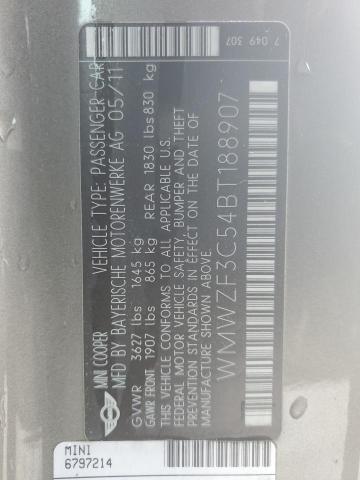 MINI COOPER
VEHICLE TYPE: PASSENGER CAR
MFD BY BAYERISCHE MOTORENWERKE AG 05/11
GVWR 3627 lbs 1645 kg
GAWR FRONT 1907 lbs 865 kg REAR 1830 lbs 830 kg
THIS VEHICLE CONFORMS TO ALL APPLICABLE U.S.
FEDERAL MOTOR VEHICLE SAFETY, BUMPER AND THEFT
PREVENTION STANDARDS IN EFFECT ON THE DATE OF
MANUFACTURE SHOWN ABOVE.
WMWZF3C54BT188907
7 049 307
MINI
6797214